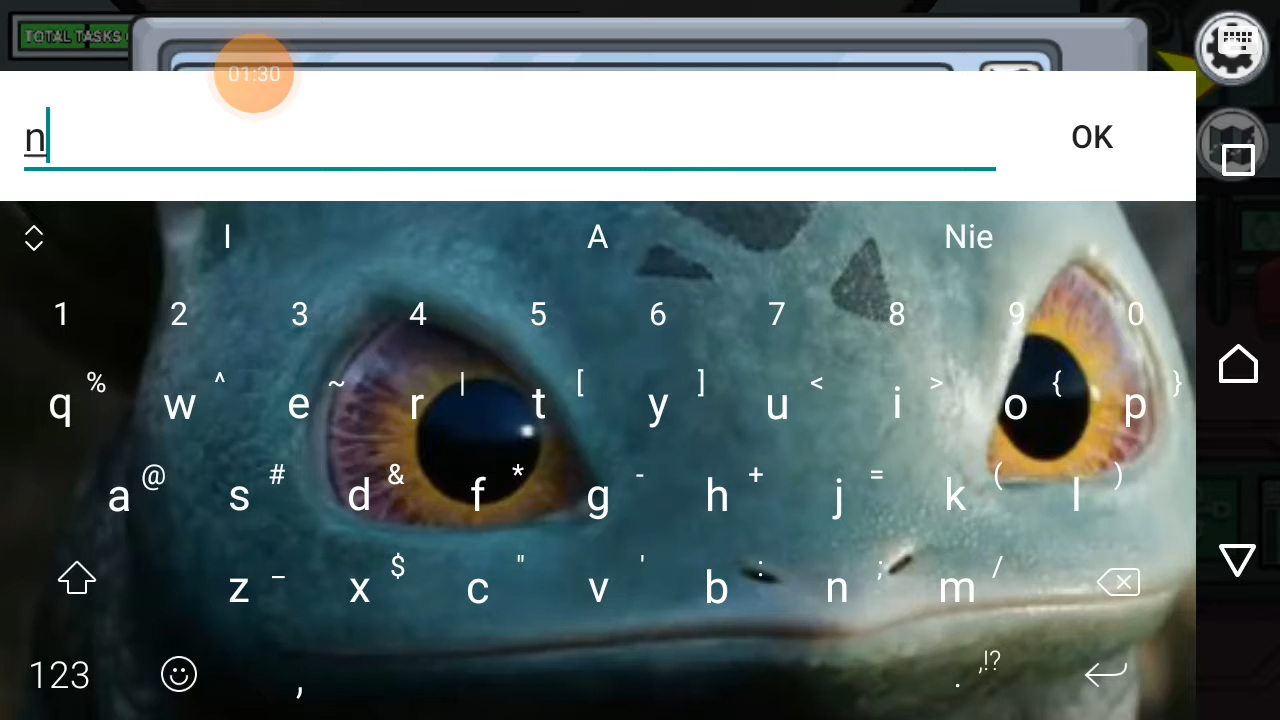 TOTAL TASKS
01:30
n
OK
I A Nie
1 2 3 4 5 6 7 8 9 0
q % w ^ e ~ r | t [ y ] u < i > o { p }
a @ s # d & f * g - h + j = k ( l )
z _ x $ c " v ' b : n ; m /
123 , . ,!?